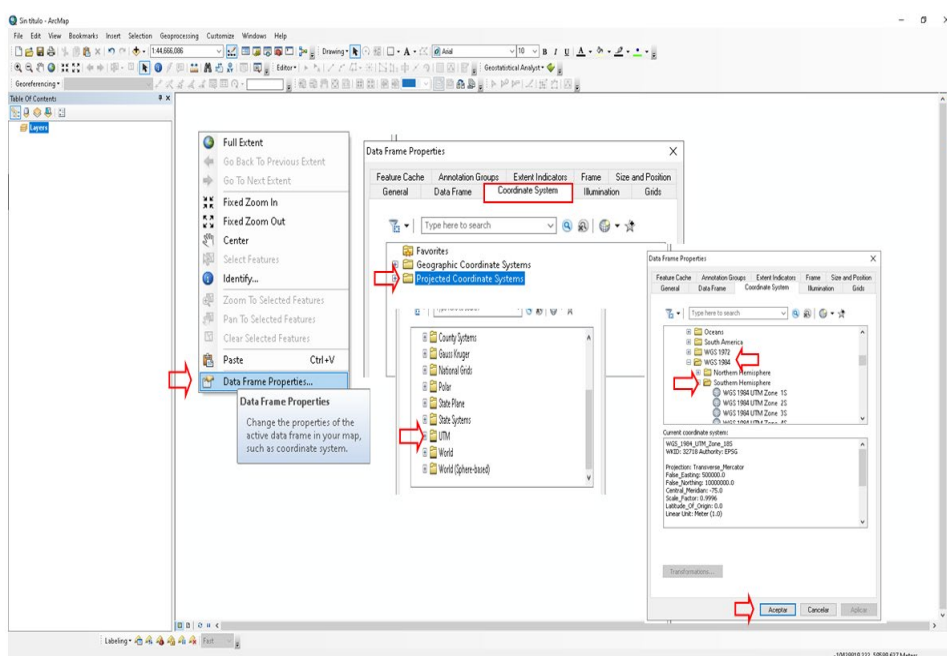 Sin título - ArcMap
File Edit View Bookmarks Insert Selection Geoprocessing Customize Windows Help
1:44,666,086
Drawing
Arial
10
B I U A
Editor
Geostatistical Analyst
Georeferencing
Table Of Contents
Layers
Full Extent
Go Back To Previous Extent
Go To Next Extent
Fixed Zoom In
Fixed Zoom Out
Center
Select Features
Identify...
Zoom To Selected Features
Pan To Selected Features
Clear Selected Features
Paste Ctrl+V
Data Frame Properties...
Data Frame Properties
Change the properties of the
active data frame in your map,
such as coordinate system.
Data Frame Properties
Feature Cache Annotation Groups Extent Indicators Frame Size and Position
General Data Frame Coordinate System Illumination Grids
Type here to search
Favorites
Geographic Coordinate Systems
Projected Coordinate Systems
County Systems
Gauss Kruger
National Grids
Polar
State Plane
State Systems
UTM
World
World (Sphere-based)
Data Frame Properties
Feature Cache Annotation Groups Extent Indicators Frame Size and Position
General Data Frame Coordinate System Illumination Grids
Type here to search
Oceans
South America
WGS 1972
WGS 1984
Northern Hemisphere
Southern Hemisphere
WGS 1984 UTM Zone 1S
WGS 1984 UTM Zone 2S
WGS 1984 UTM Zone 3S
WGS 1984 UTM Zone 4S
Current coordinate system:
WGS_1984_UTM_Zone_18S
WKID: 32718 Authority: EPSG
Projection: Transverse_Mercator
False_Easting: 500000.0
False_Northing: 10000000.0
Central_Meridian: -75.0
Scale_Factor: 0.9996
Latitude_Of_Origin: 0.0
Linear Unit: Meter (1.0)
Transformations...
Aceptar Cancelar Aplicar
Labeling Fast